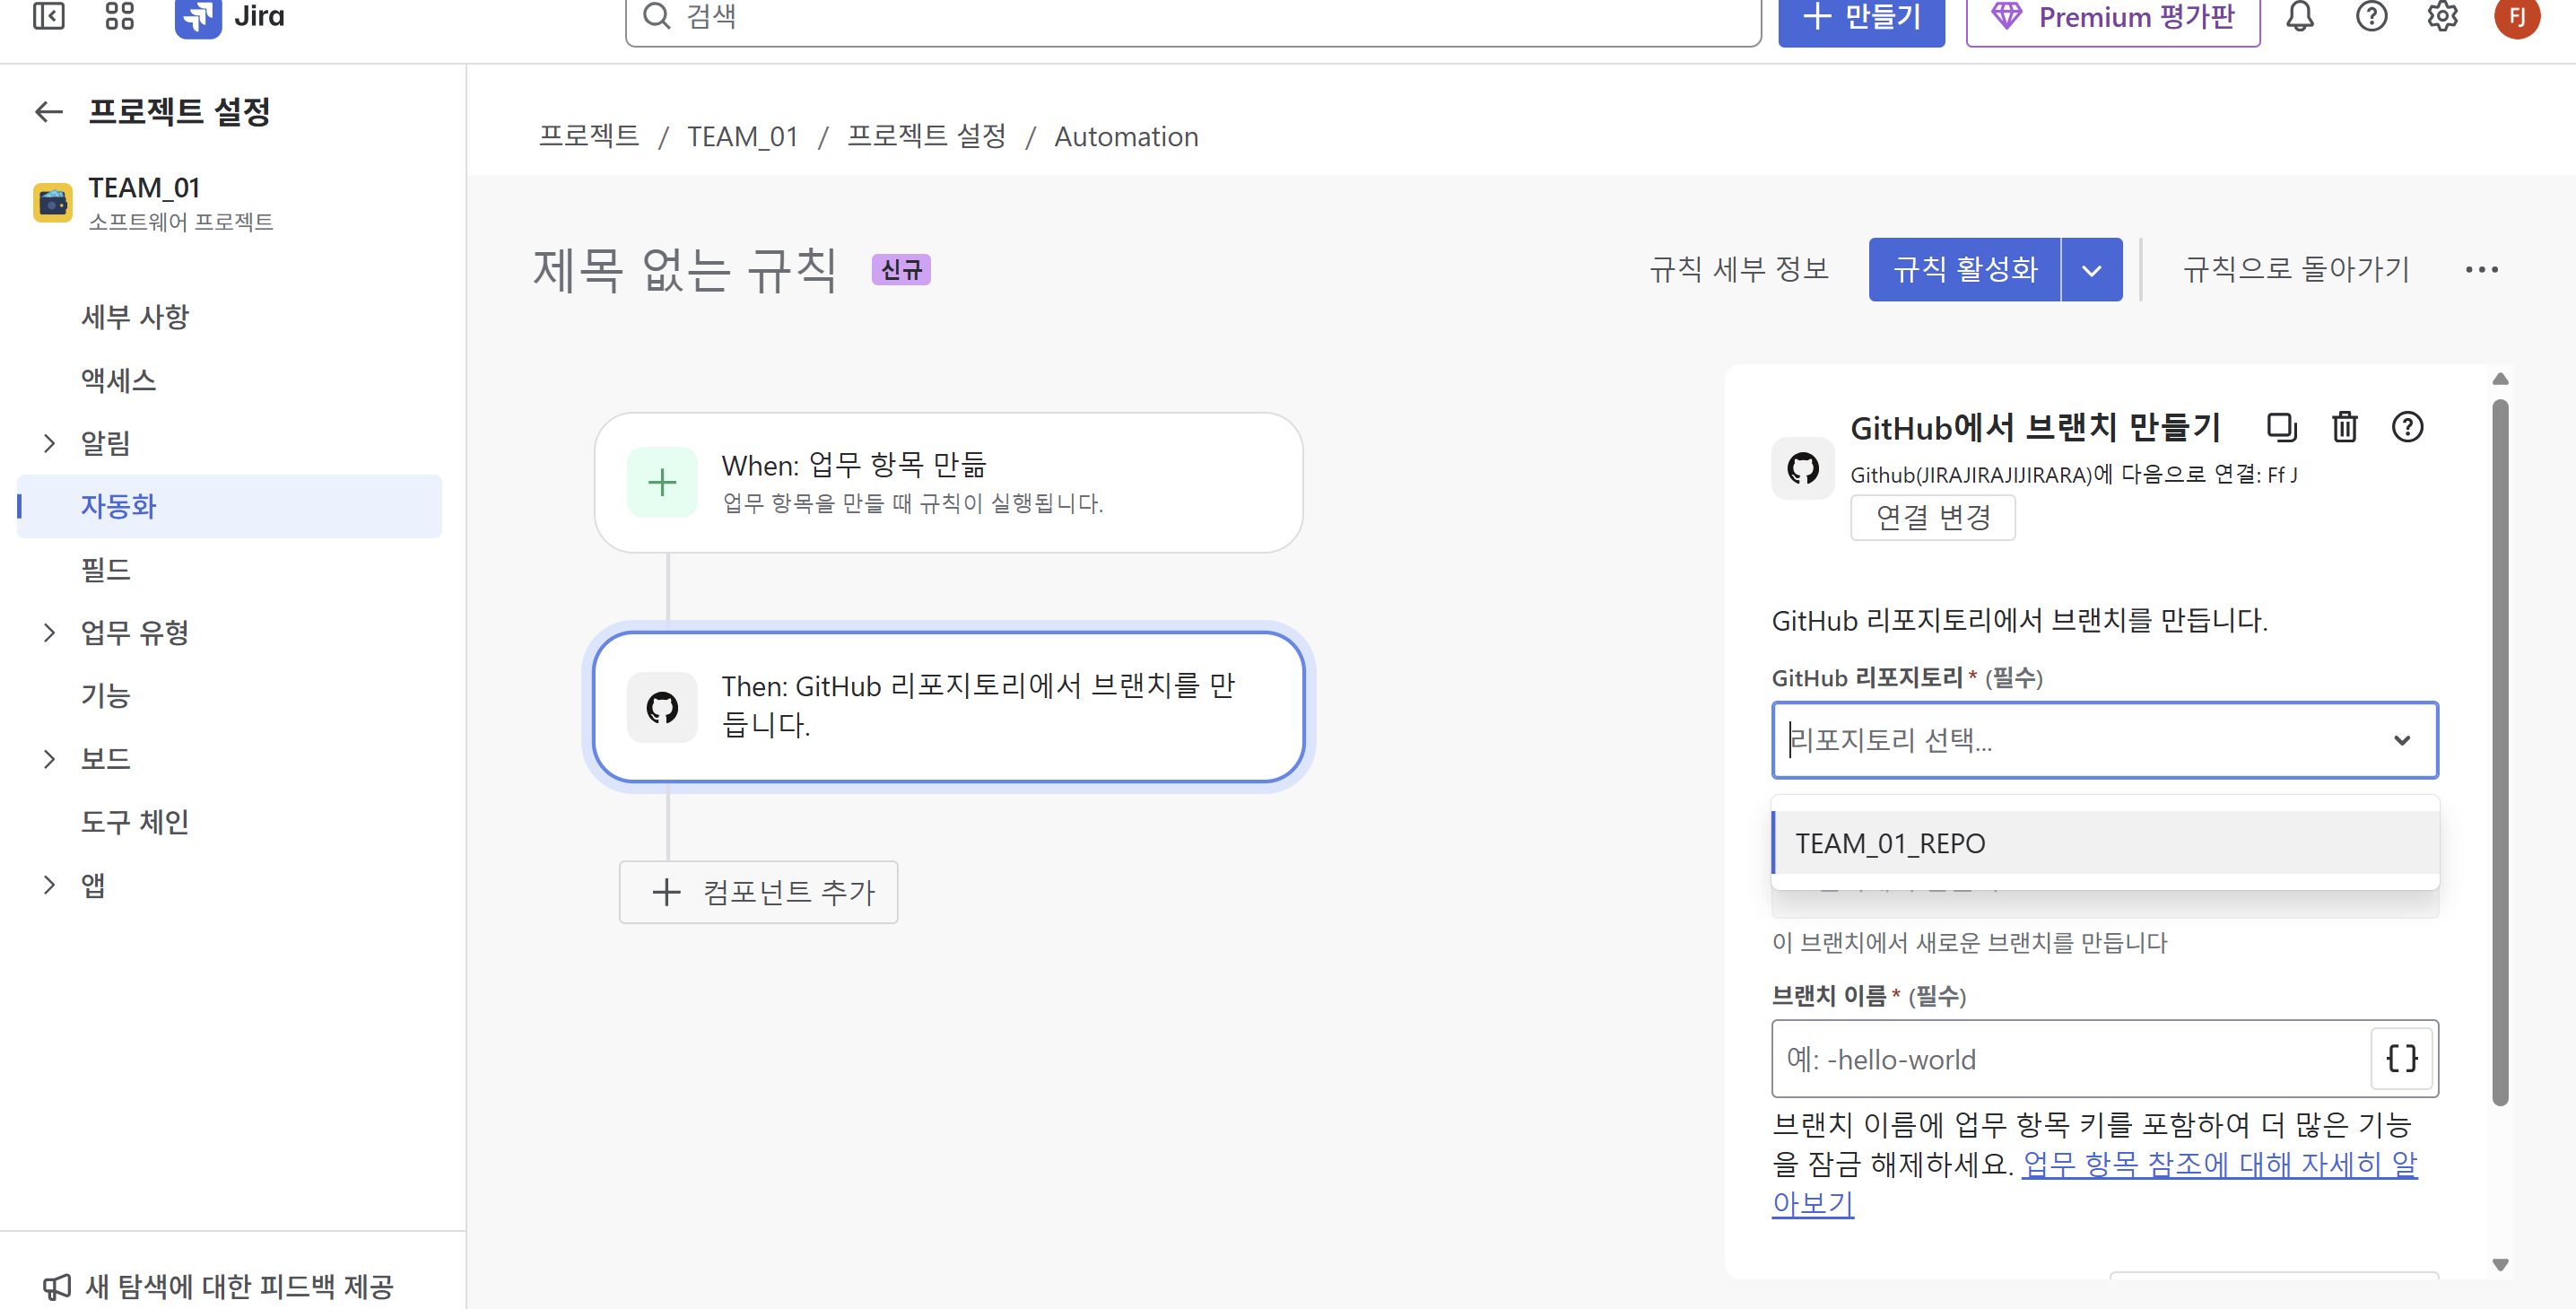 Jira
검색
만들기
Premium 평가판
FJ
프로젝트 설정
TEAM_01
소프트웨어 프로젝트
세부 사항
액세스
알림
자동화
필드
업무 유형
기능
보드
도구 체인
앱
새 탐색에 대한 피드백 제공
프로젝트 / TEAM_01 / 프로젝트 설정 / Automation
제목 없는 규칙 신규
규칙 세부 정보
규칙 활성화
규칙으로 돌아가기
When: 업무 항목 만듦
업무 항목을 만들 때 규칙이 실행됩니다.
Then: GitHub 리포지토리에서 브랜치를 만
듭니다.
컴포넌트 추가
GitHub에서 브랜치 만들기
Github(JIRAJIRAJIJIRARA)에 다음으로 연결: Ff J
연결 변경
GitHub 리포지토리에서 브랜치를 만듭니다.
GitHub 리포지토리* (필수)
리포지토리 선택...
TEAM_01_REPO
이 브랜치에서 새로운 브랜치를 만듭니다
브랜치 이름* (필수)
예: -hello-world
{}
브랜치 이름에 업무 항목 키를 포함하여 더 많은 기능
을 잠금 해제하세요. 업무 항목 참조에 대해 자세히 알
아보기